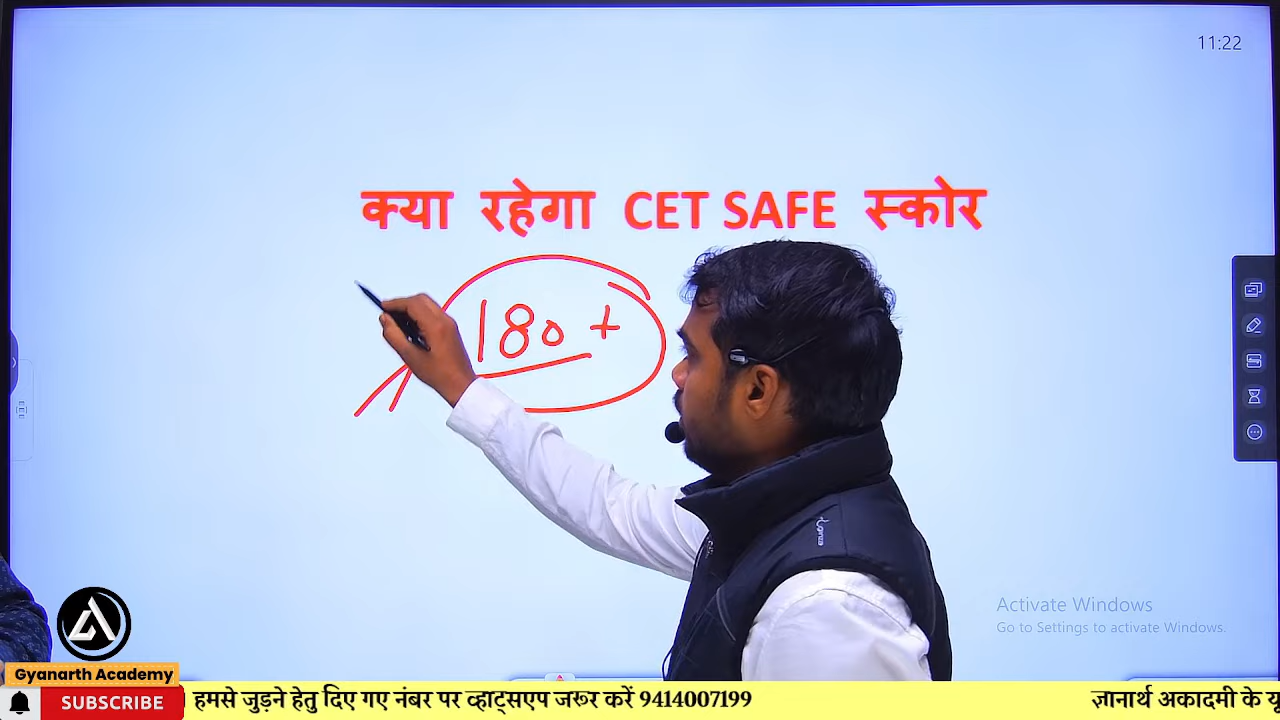 11:22
क्या रहेगा CET SAFE स्कोर
180 +
Activate Windows
Go to Settings to activate Windows.
Gyanarth Academy
SUBSCRIBE
हमसे जुड़ने हेतु दिए गए नंबर पर व्हाट्सएप जरूर करें 9414007199
ज्ञानार्थ अकादमी के